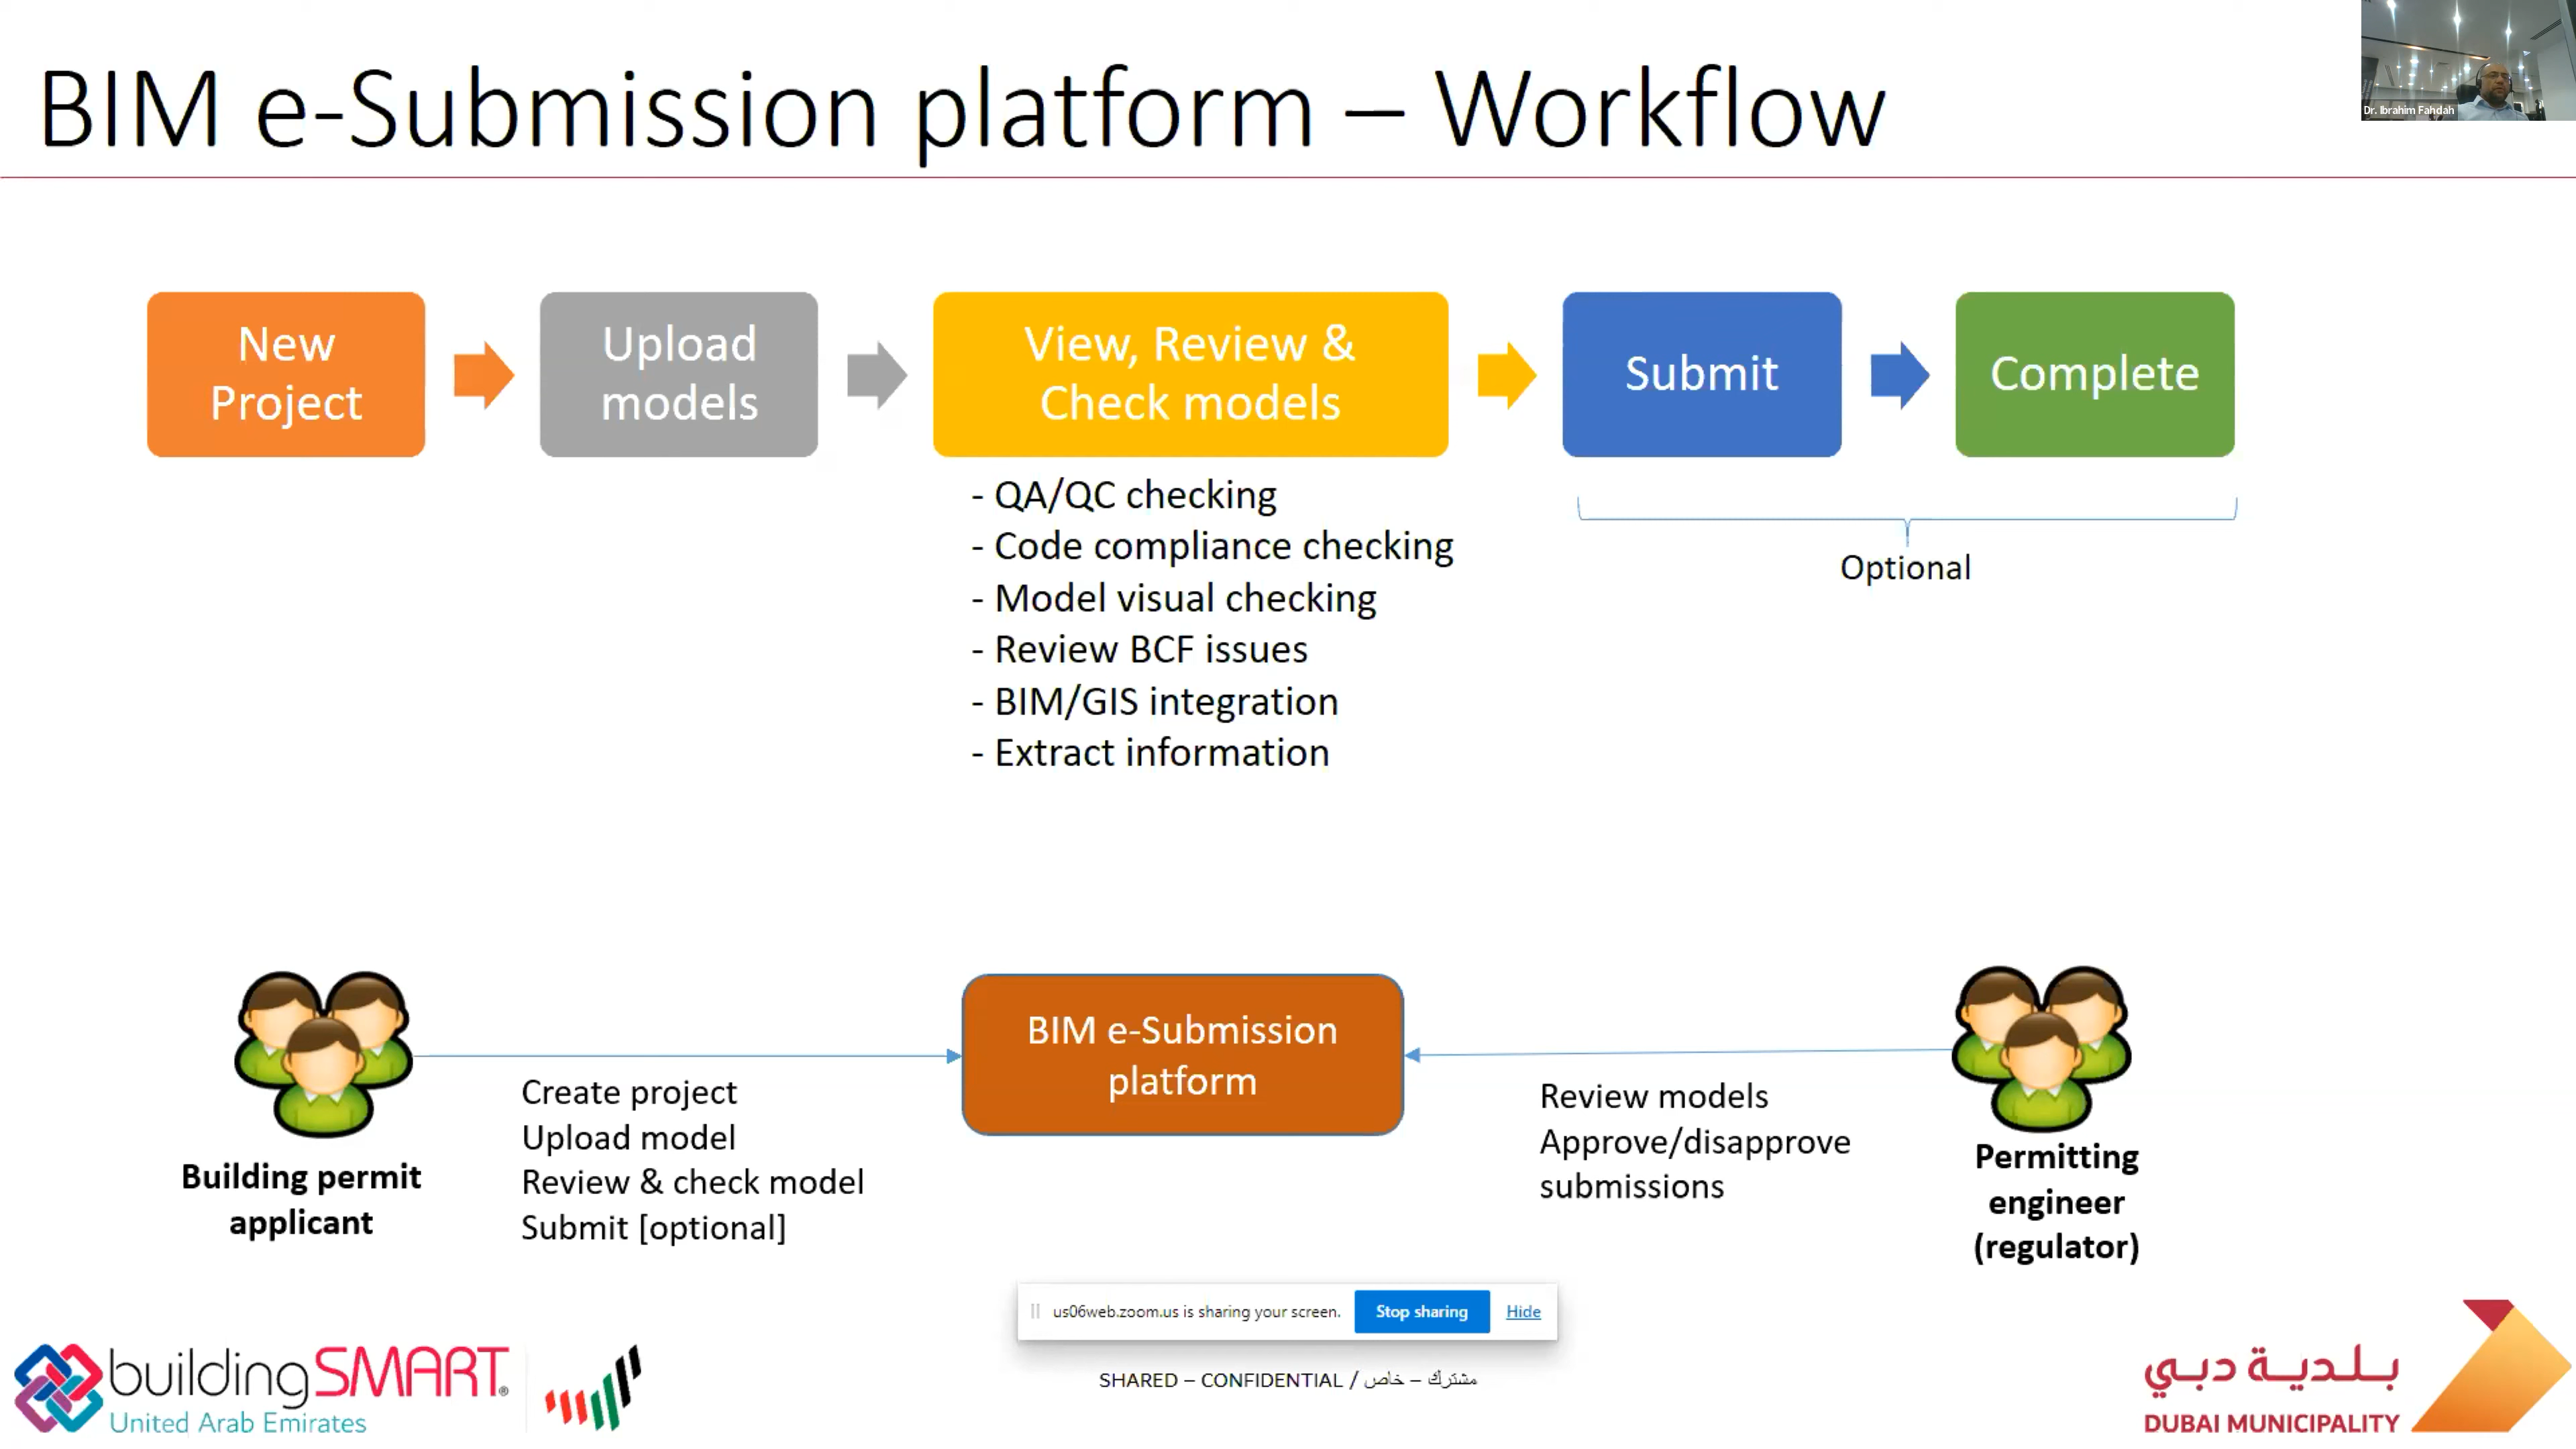 BIM e-Submission platform – Workflow
Dr. Ibrahim Fahdah
New
Project
Upload
models
View, Review &
Check models
Submit
Complete
- QA/QC checking
- Code compliance checking
- Model visual checking
- Review BCF issues
- BIM/GIS integration
- Extract information
Optional
Building permit
applicant
Create project
Upload model
Review & check model
Submit [optional]
BIM e-Submission
platform
Review models
Approve/disapprove
submissions
Permitting
engineer
(regulator)
us06web.zoom.us is sharing your screen.
Stop sharing
Hide
SHARED – CONFIDENTIAL / مشترك – خاص
buildingSMART®
United Arab Emirates
بلدية دبي
DUBAI MUNICIPALITY